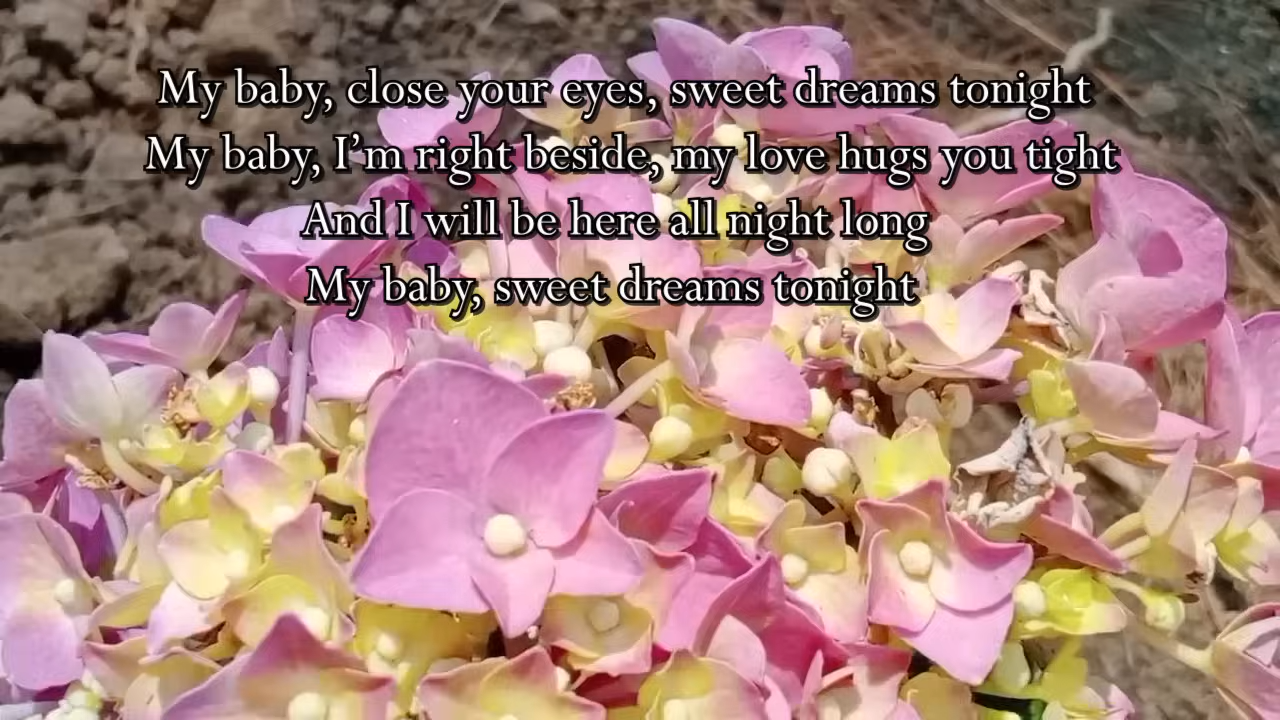 My baby, close your eyes, sweet dreams tonight
My baby, I’m right beside, my love hugs you tight
And I will be here all night long
My baby, sweet dreams tonight